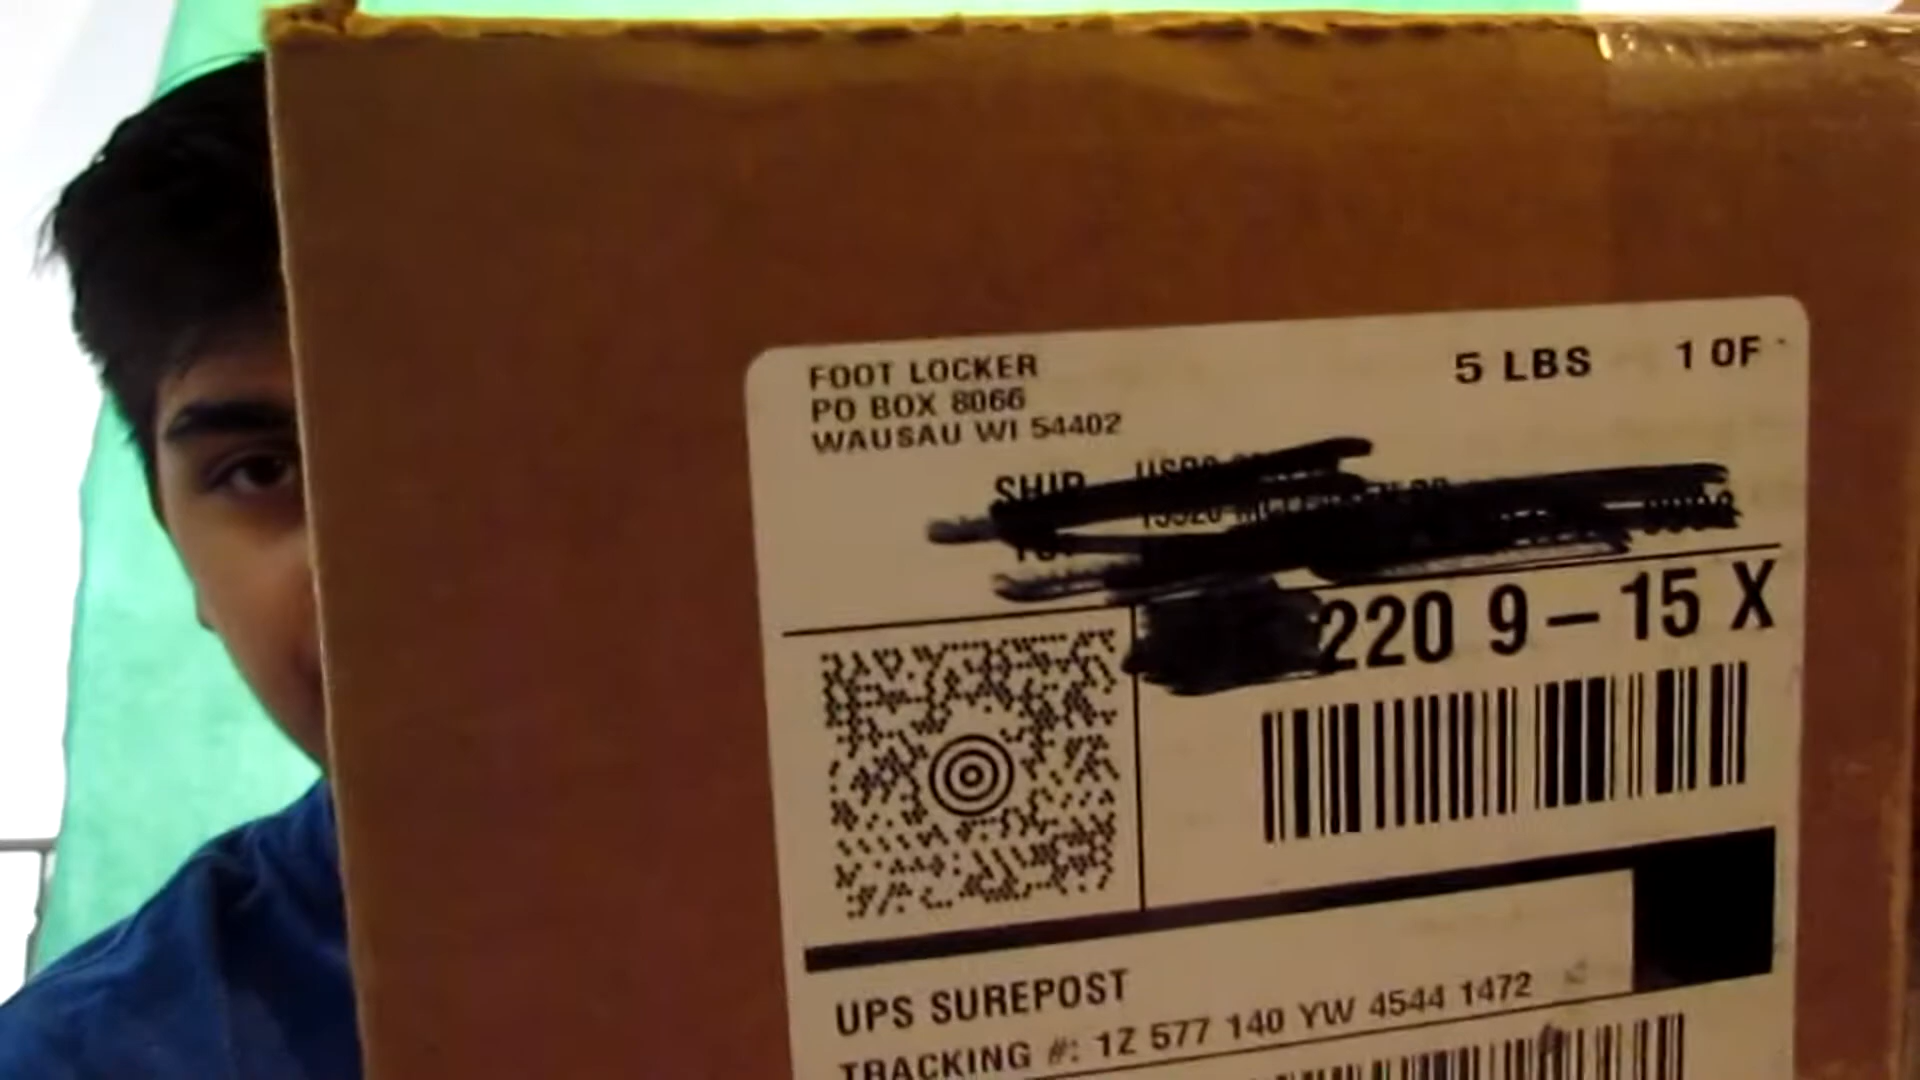 FOOT LOCKER
PO BOX 8066
WAUSAU WI 54402
5 LBS 1 OF
SHIP
220 9-15 X
UPS SUREPOST
TRACKING #: 1Z 577 140 YW 4544 1472